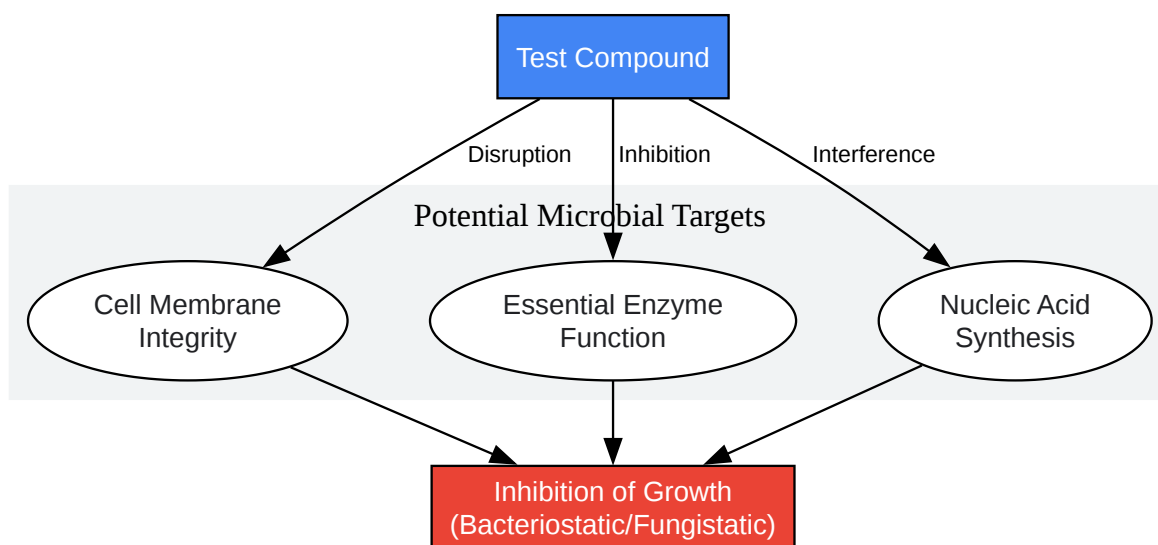 Test Compound
Disruption
Inhibition
Interference
Potential Microbial Targets
Cell Membrane
Integrity
Essential Enzyme
Function
Nucleic Acid
Synthesis
Inhibition of Growth
(Bacteriostatic/Fungistatic)